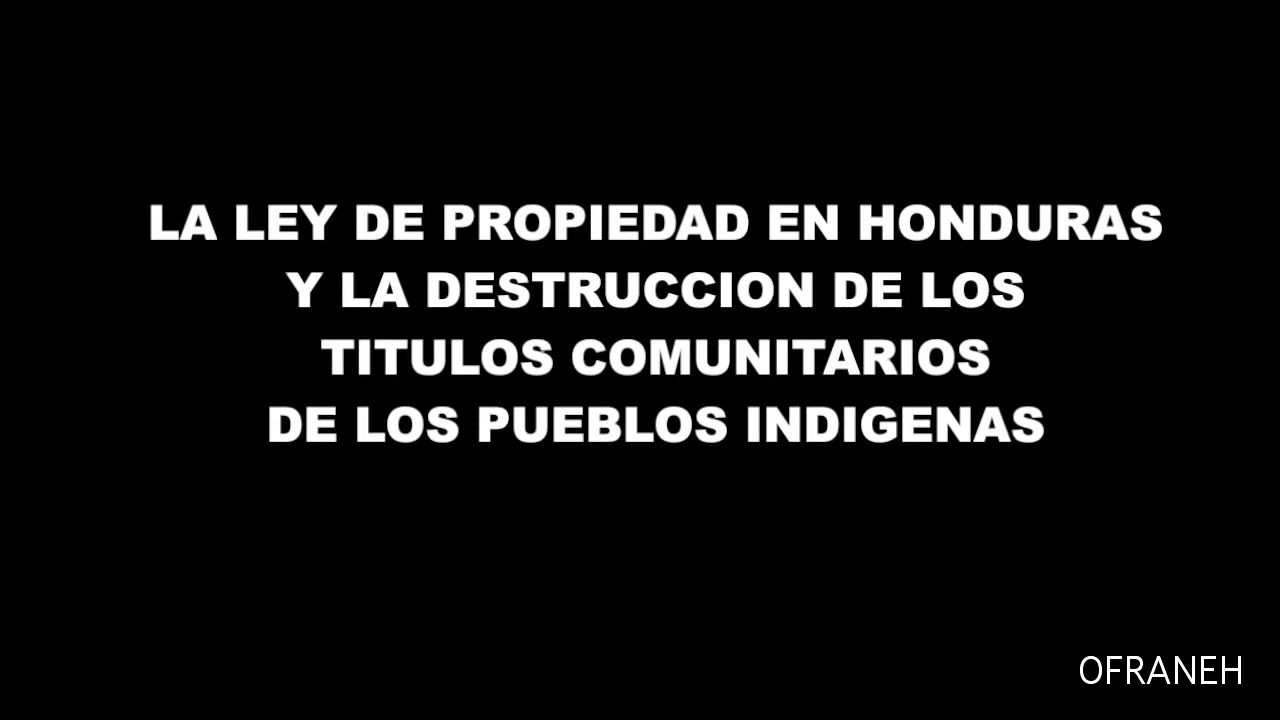 LA LEY DE PROPIEDAD EN HONDURAS
Y LA DESTRUCCION DE LOS
TITULOS COMUNITARIOS
DE LOS PUEBLOS INDIGENAS
OFRANEH